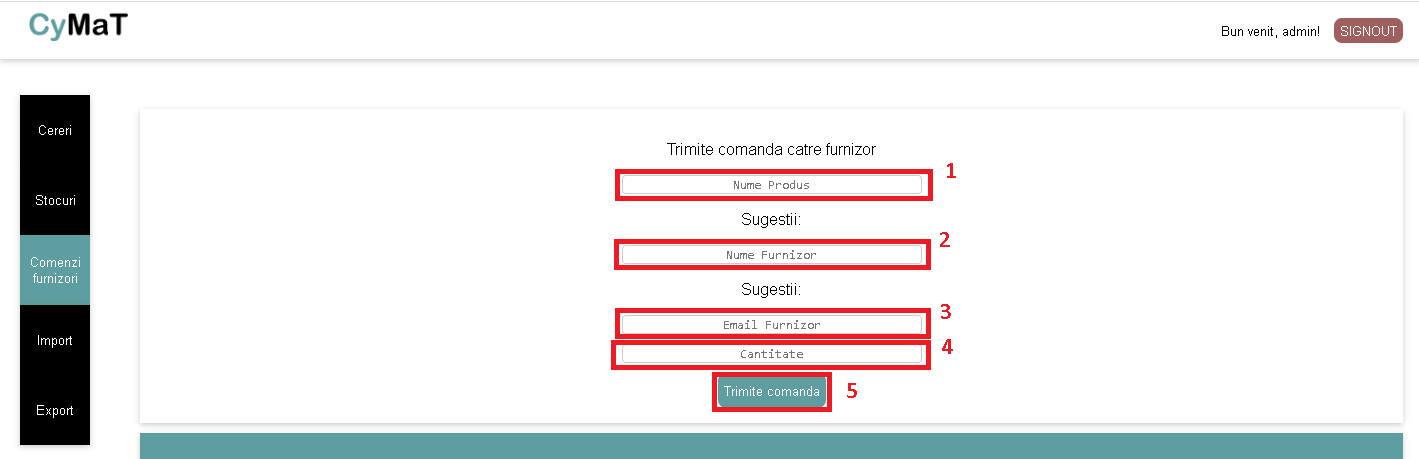 CyMaT
Bun venit, admin!
SIGNOUT
Cereri
Stocuri
Comenzi
furnizori
Import
Export
Trimite comanda catre furnizor
Nume Produs
1
Sugestii:
Nume Furnizor
2
Sugestii:
Email Furnizor
3
Cantitate
4
Trimite comanda
5